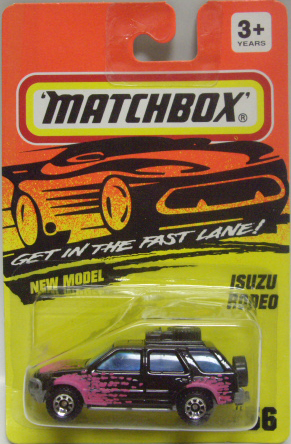 3+
YEARS
'MATCHBOX'®
GET IN THE FAST LANE!
NEW MODEL
ISUZU
RODEO